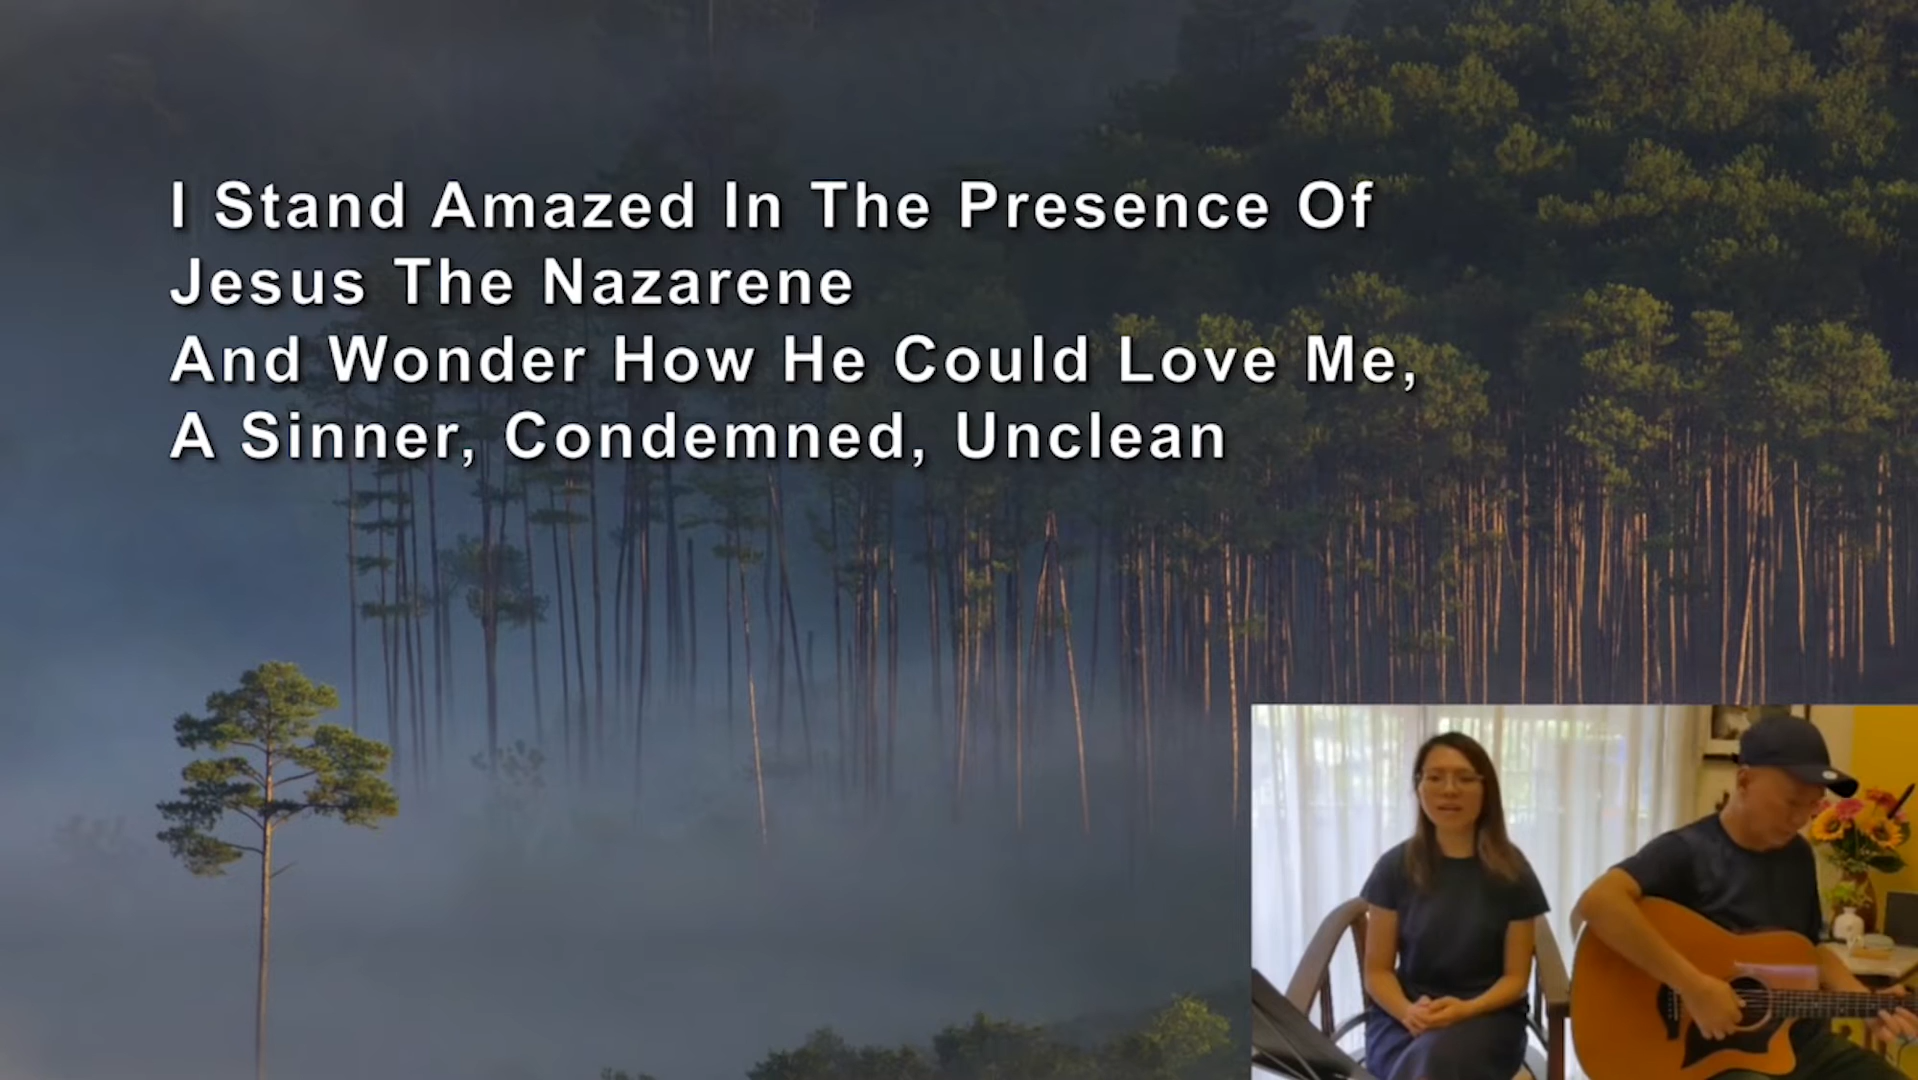 I Stand Amazed In The Presence Of
Jesus The Nazarene
And Wonder How He Could Love Me,
A Sinner, Condemned, Unclean